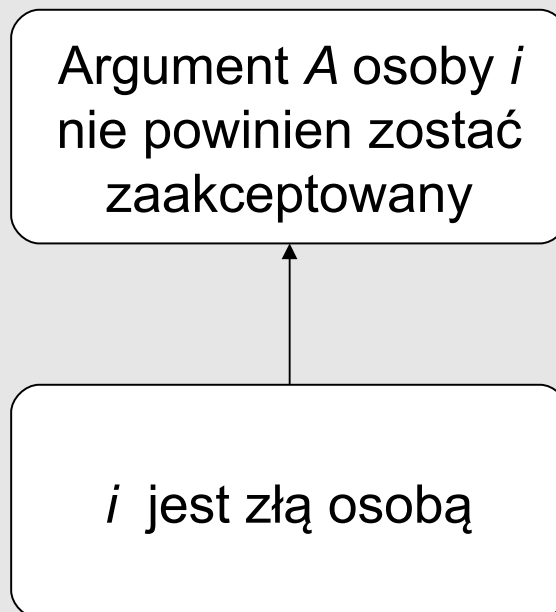 Argument A osoby i
nie powinien zostać
zaakceptowany
i jest złą osobą